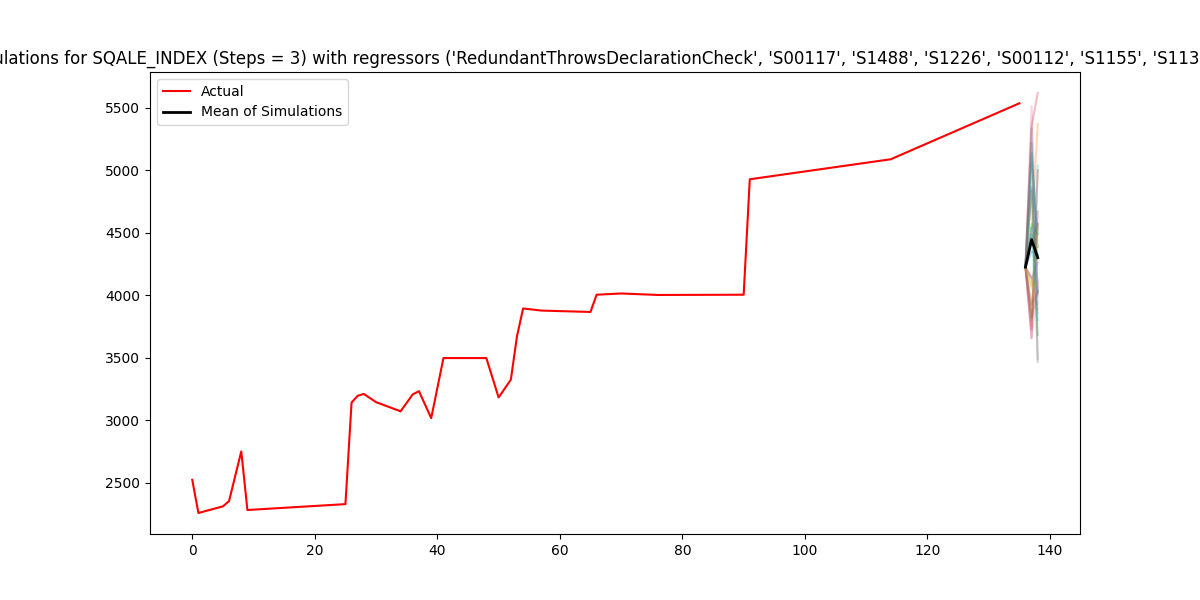 ulations for SQALE_INDEX (Steps = 3) with regressors ('RedundantThrowsDeclarationCheck', 'S00117', 'S1488', 'S1226', 'S00112', 'S1155', 'S113
Actual
Mean of Simulations
5500
5000
4500
4000
3500
3000
2500
0 20 40 60 80 100 120 140